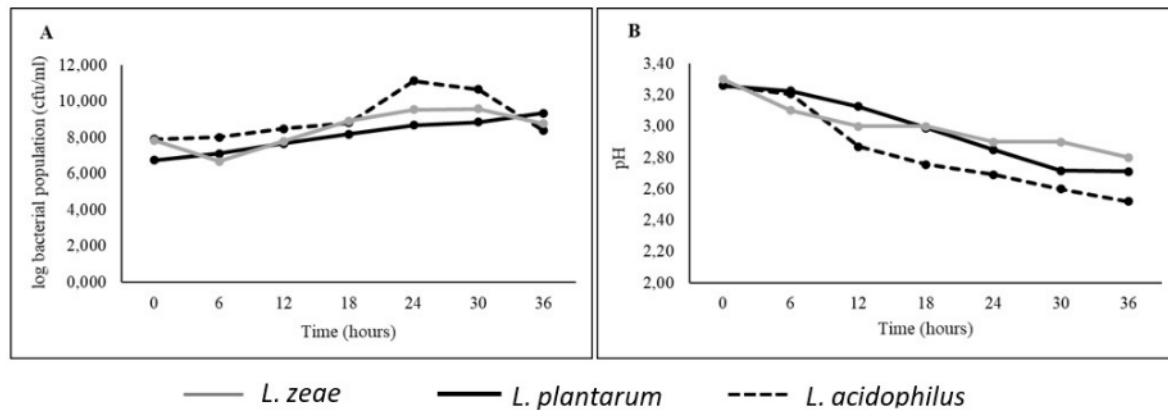 A
log bacterial population (cfu/ml)
12,000
10,000
8,000
6,000
4,000
2,000
0,000
0 6 12 18 24 30 36
Time (hours)
B
pH
3,40
3,20
3,00
2,80
2,60
2,40
2,20
2,00
0 6 12 18 24 30 36
Time (hours)
L. zeae L. plantarum L. acidophilus